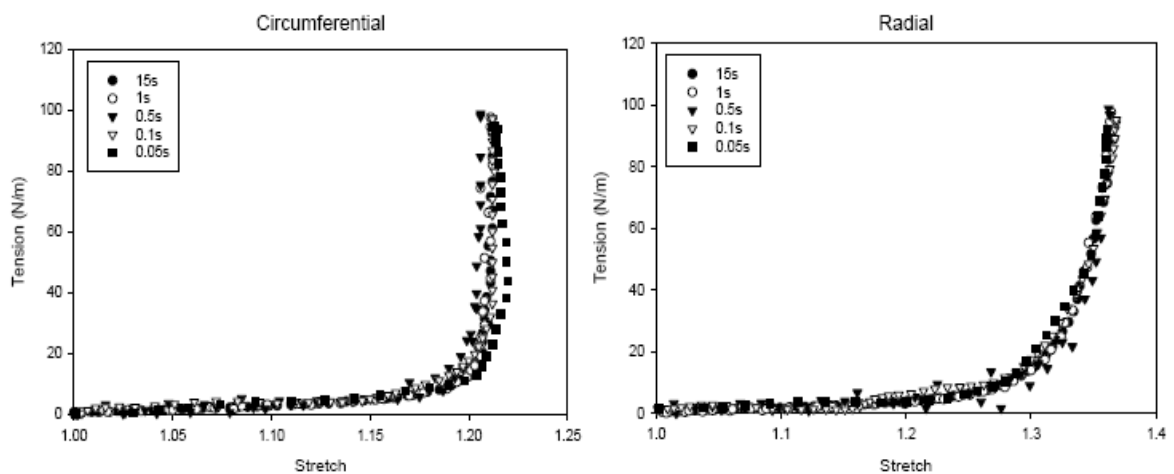 Circumferential
120
100
80
60
40
20
0
Tension (N/m)
15s
1s
0.5s
0.1s
0.05s
1.00
1.05
1.10
1.15
1.20
1.25
Stretch
Radial
120
100
80
60
40
20
0
Tension (N/m)
15s
1s
0.5s
0.1s
0.05s
1.0
1.1
1.2
1.3
1.4
Stretch